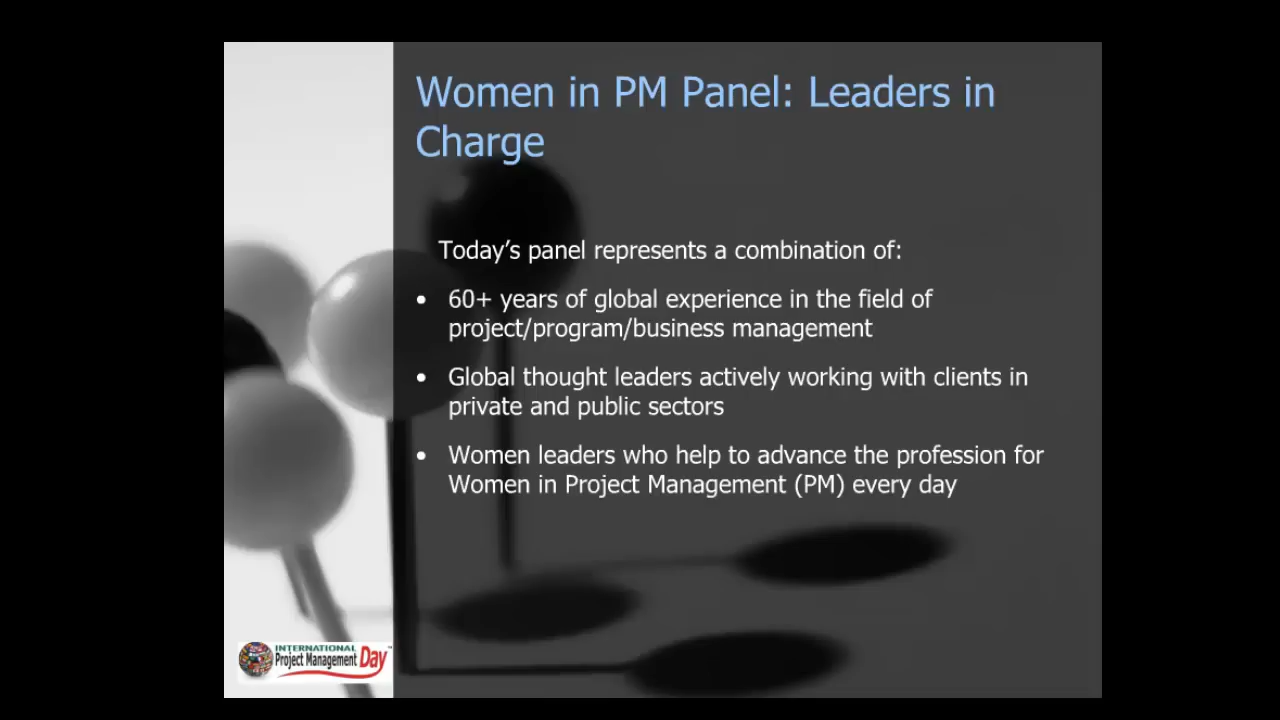 Women in PM Panel: Leaders in
Charge
Today’s panel represents a combination of:
• 60+ years of global experience in the field of
project/program/business management
• Global thought leaders actively working with clients in
private and public sectors
• Women leaders who help to advance the profession for
Women in Project Management (PM) every day
INTERNATIONAL
Project Management Day